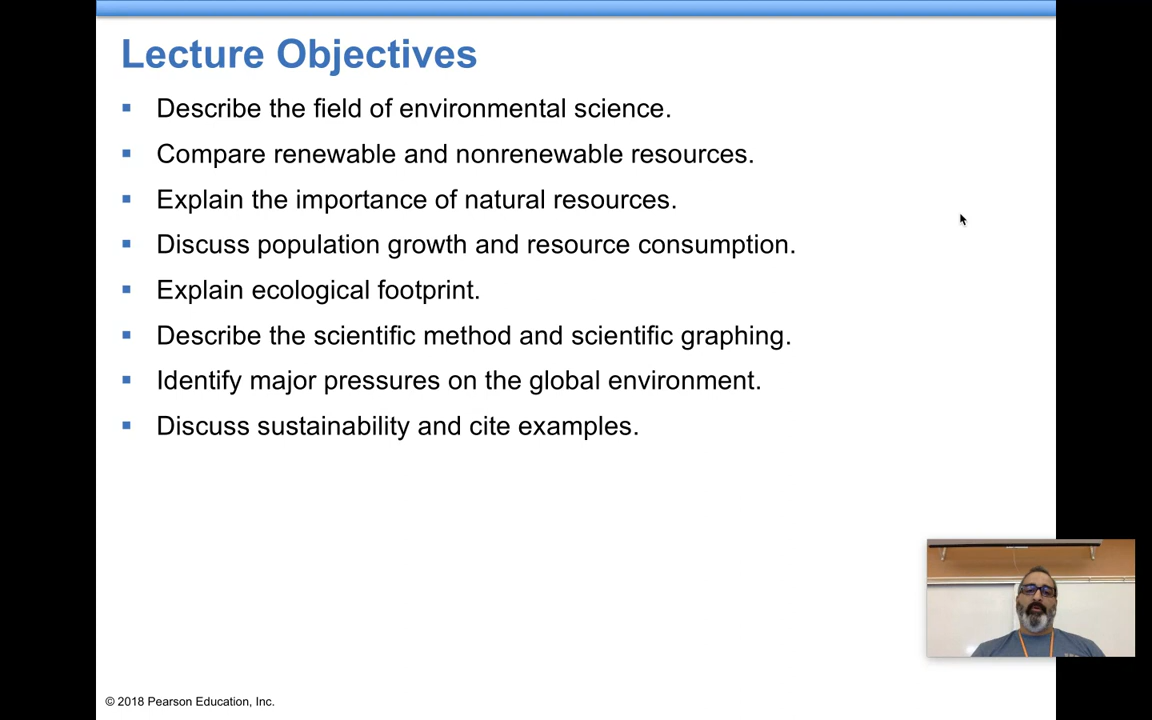 Lecture Objectives
▪ Describe the field of environmental science.
▪ Compare renewable and nonrenewable resources.
▪ Explain the importance of natural resources.
▪ Discuss population growth and resource consumption.
▪ Explain ecological footprint.
▪ Describe the scientific method and scientific graphing.
▪ Identify major pressures on the global environment.
▪ Discuss sustainability and cite examples.
© 2018 Pearson Education, Inc.